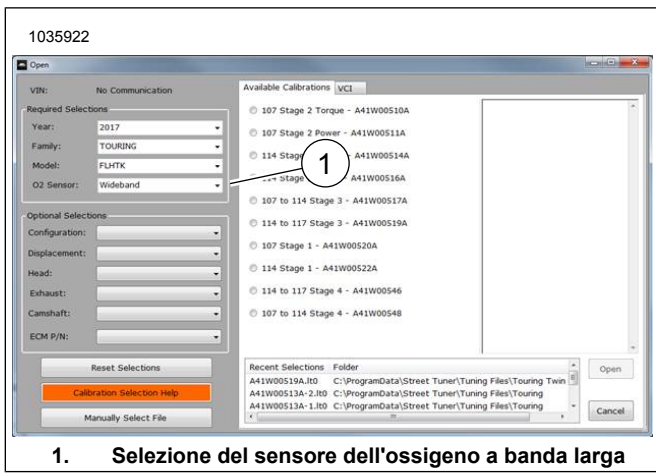 1035922
Open
VIN: No Communication
Required Selections
Year: 2017
Family: TOURING
Model: FLHTK
O2 Sensor: Wideband
Optional Selections
Configuration:
Displacement:
Head:
Exhaust:
Camshaft:
ECM P/N:
Reset Selections
Calibration Selection Help
Manually Select File
Available Calibrations VCI
107 Stage 2 Torque - A41W00510A
107 Stage 2 Power - A41W00511A
114 Stage - A41W00514A
114 Stage A41W00516A
107 to 114 Stage 3 - A41W00517A
114 to 117 Stage 3 - A41W00519A
107 Stage 1 - A41W00520A
114 Stage 1 - A41W00522A
114 to 117 Stage 4 - A41W00546
107 to 114 Stage 4 - A41W00548
1
Recent Selections Folder
A41W00519A.lt0 C:\ProgramData\Street Tuner\Tuning Files\Touring Twin
A41W00513A-2.lt0 C:\ProgramData\Street Tuner\Tuning Files\Touring
A41W00513A-1.lt0 C:\ProgramData\Street Tuner\Tuning Files\Touring
Open
Cancel
1. Selezione del sensore dell'ossigeno a banda larga